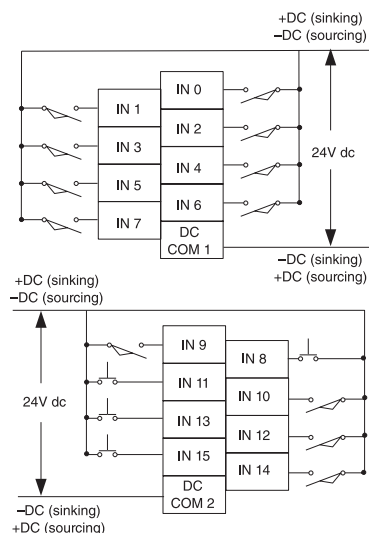 +DC (sinking)
–DC (sourcing)
IN 0
IN 1
IN 2
IN 3
IN 4
24V dc
IN 5
IN 6
IN 7
DC
COM 1
–DC (sinking)
+DC (sourcing)
+DC (sinking)
–DC (sourcing)
IN 9
IN 8
IN 11
IN 10
24V dc
IN 13
IN 12
IN 15
IN 14
DC
COM 2
–DC (sinking)
+DC (sourcing)